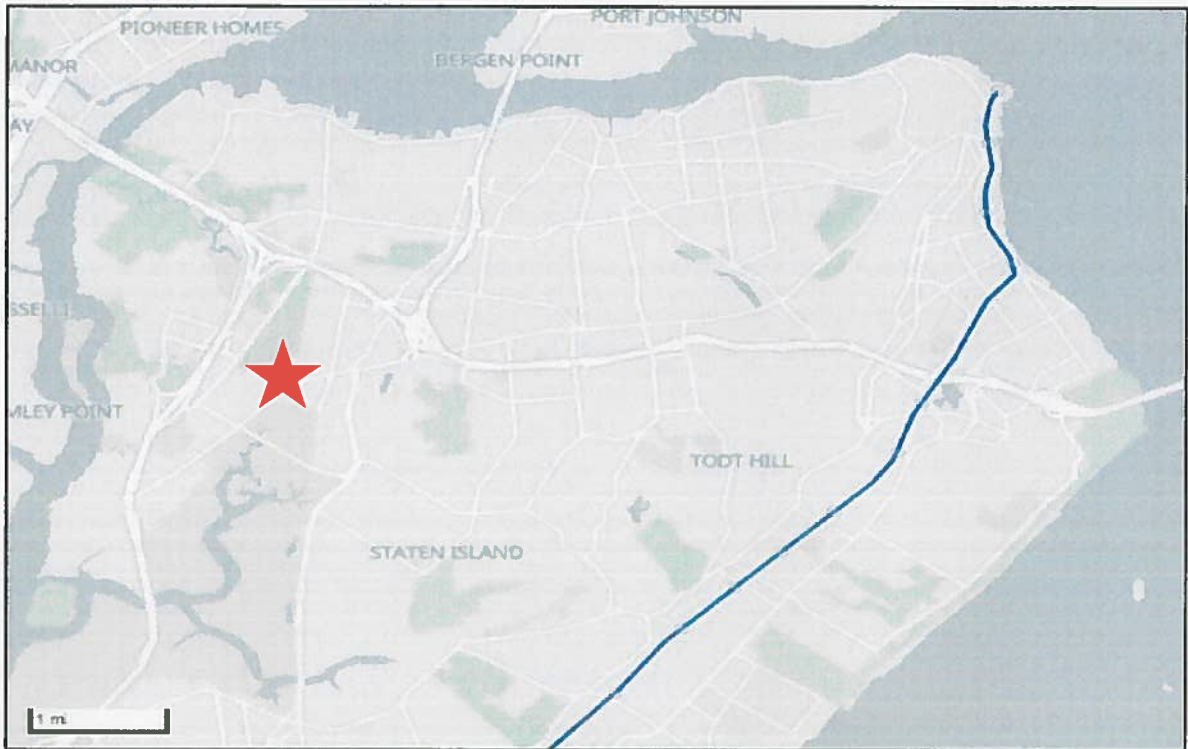 PORT JOHNSON
PIONEER HOMES
BERGEN POINT
MANOR
AY
SSELL
MLEY POINT
TODT HILL
STATEN ISLAND
1 mi